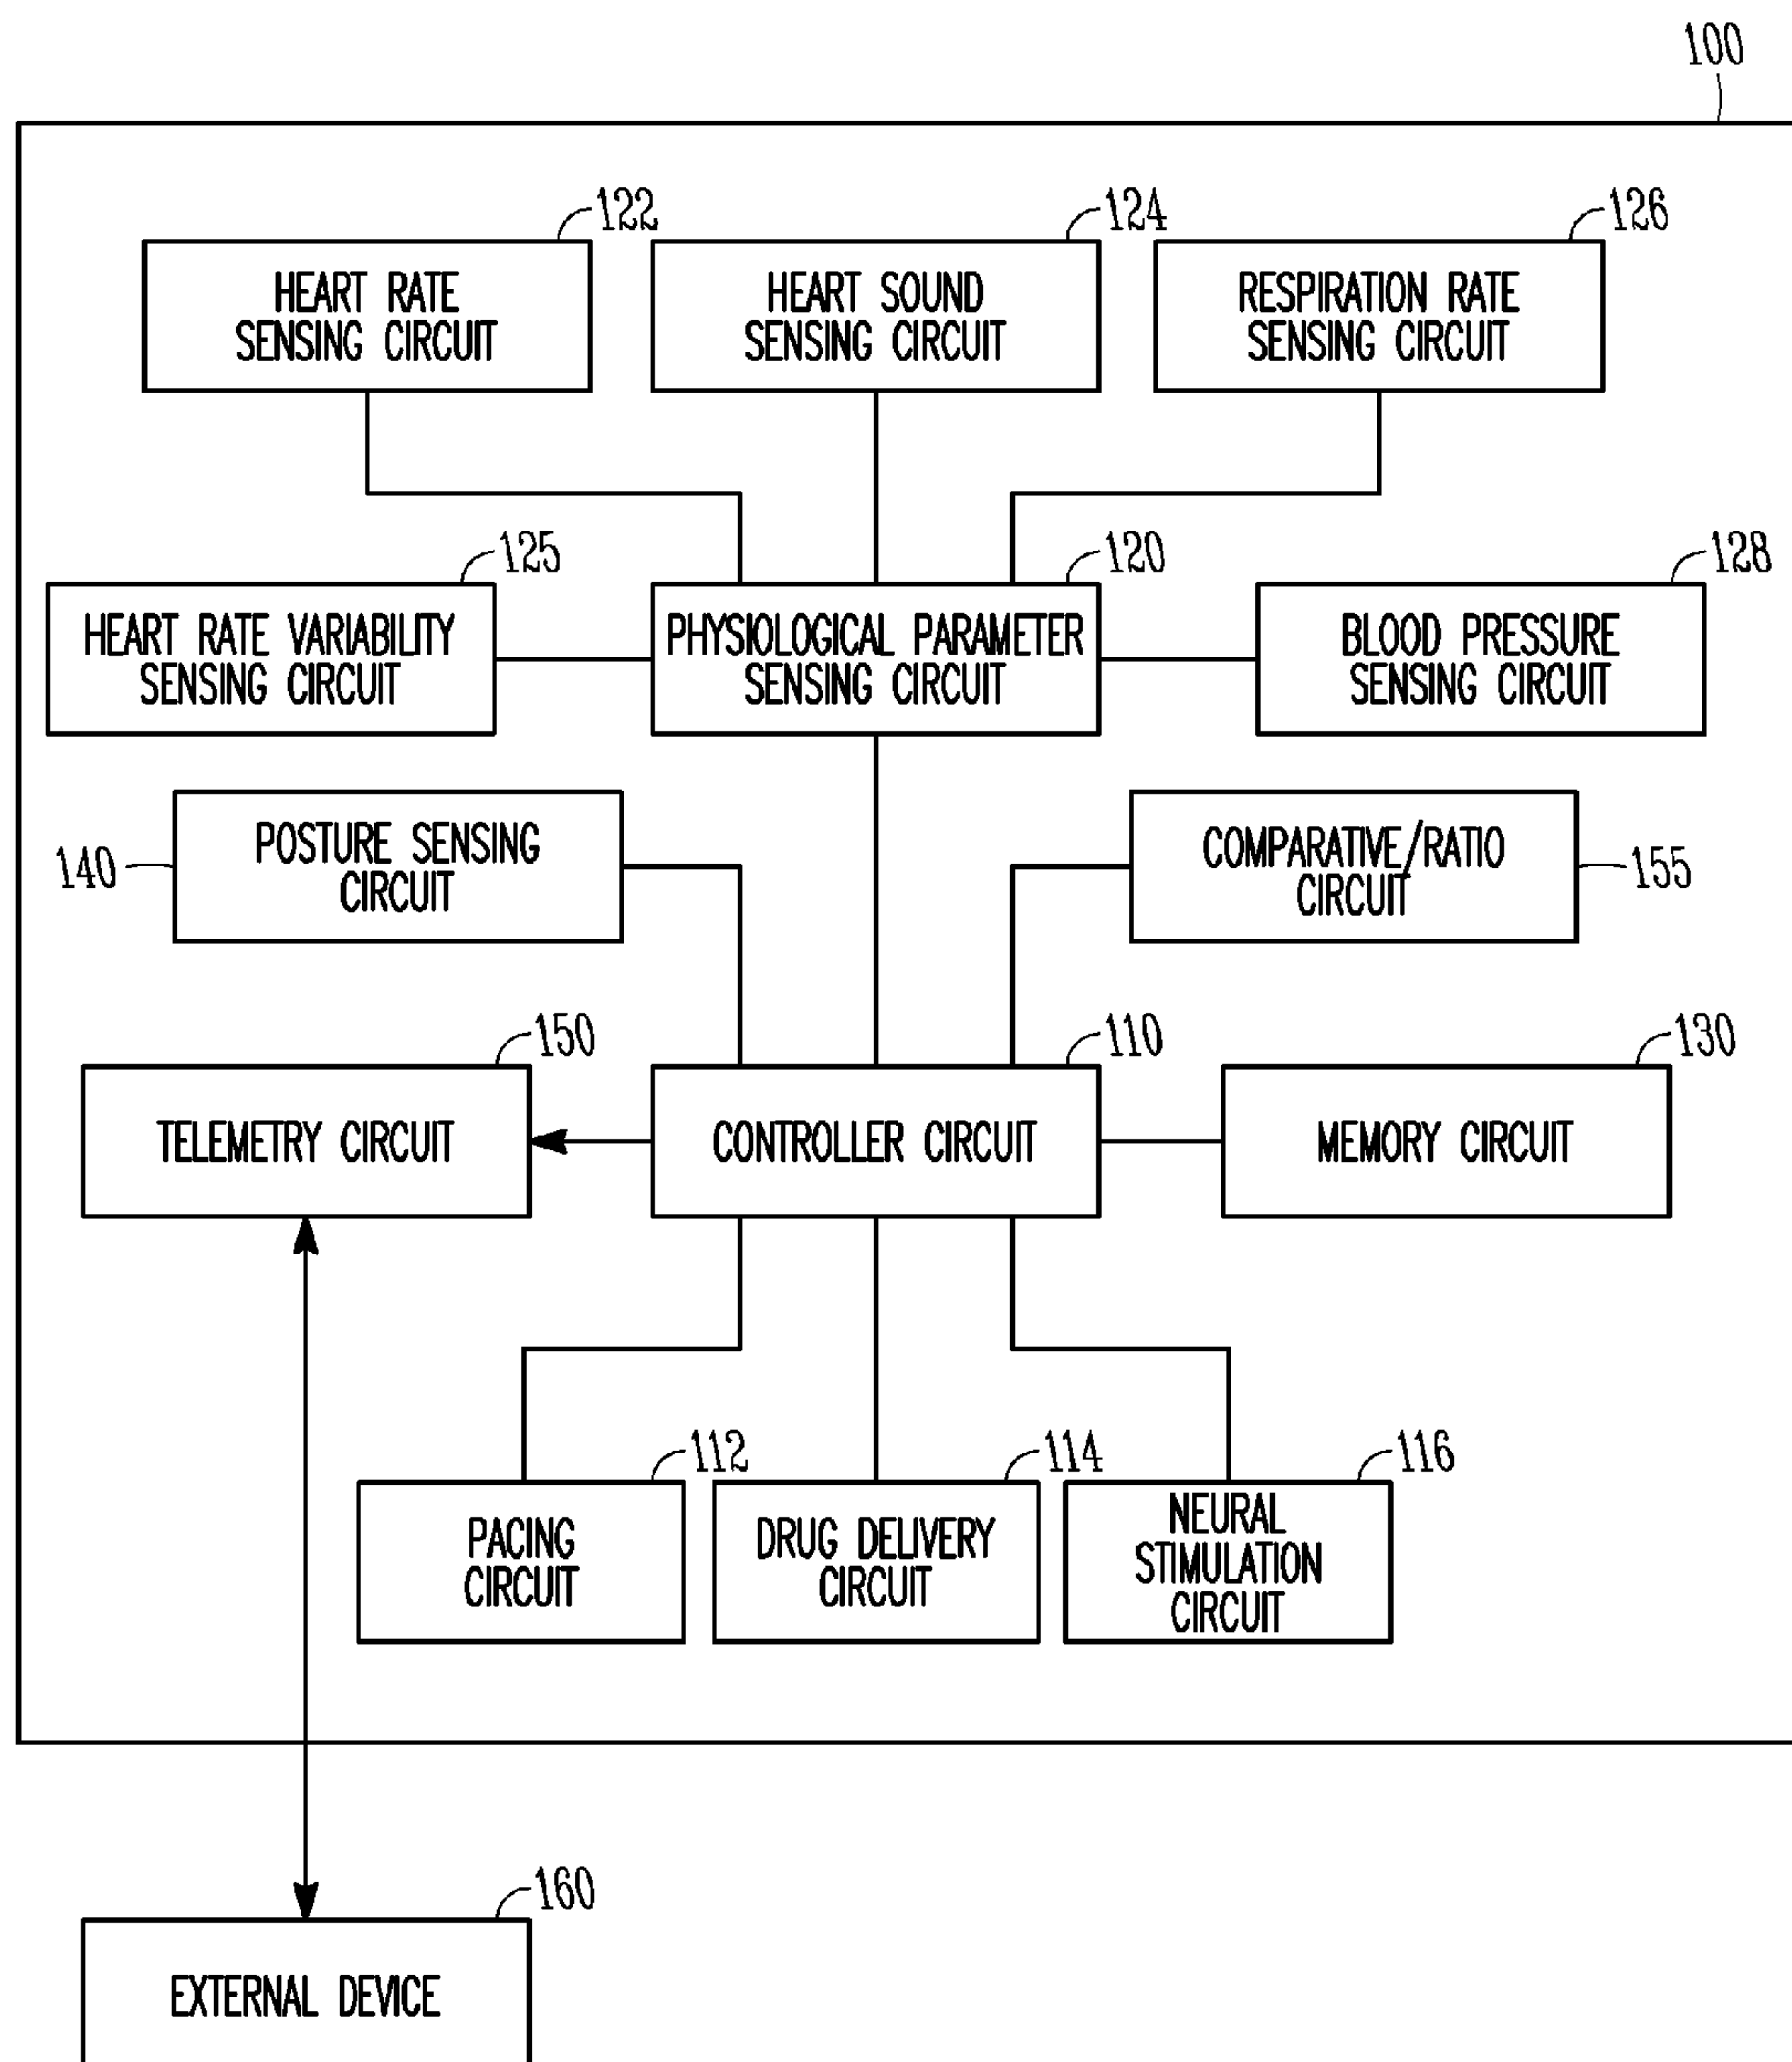 100
122
124
126
HEART RATE
SENSING CIRCUIT
HEART SOUND
SENSING CIRCUIT
RESPIRATION RATE
SENSING CIRCUIT
125
120
128
HEART RATE VARIABILITY
SENSING CIRCUIT
PHYSIOLOGICAL PARAMETER
SENSING CIRCUIT
BLOOD PRESSURE
SENSING CIRCUIT
140
POSTURE SENSING
CIRCUIT
COMPARATIVE/RATIO
CIRCUIT
155
150
110
130
TELEMETRY CIRCUIT
CONTROLLER CIRCUIT
MEMORY CIRCUIT
112
114
116
PACING
CIRCUIT
DRUG DELIVERY
CIRCUIT
NEURAL
STIMULATION
CIRCUIT
160
EXTERNAL DEVICE